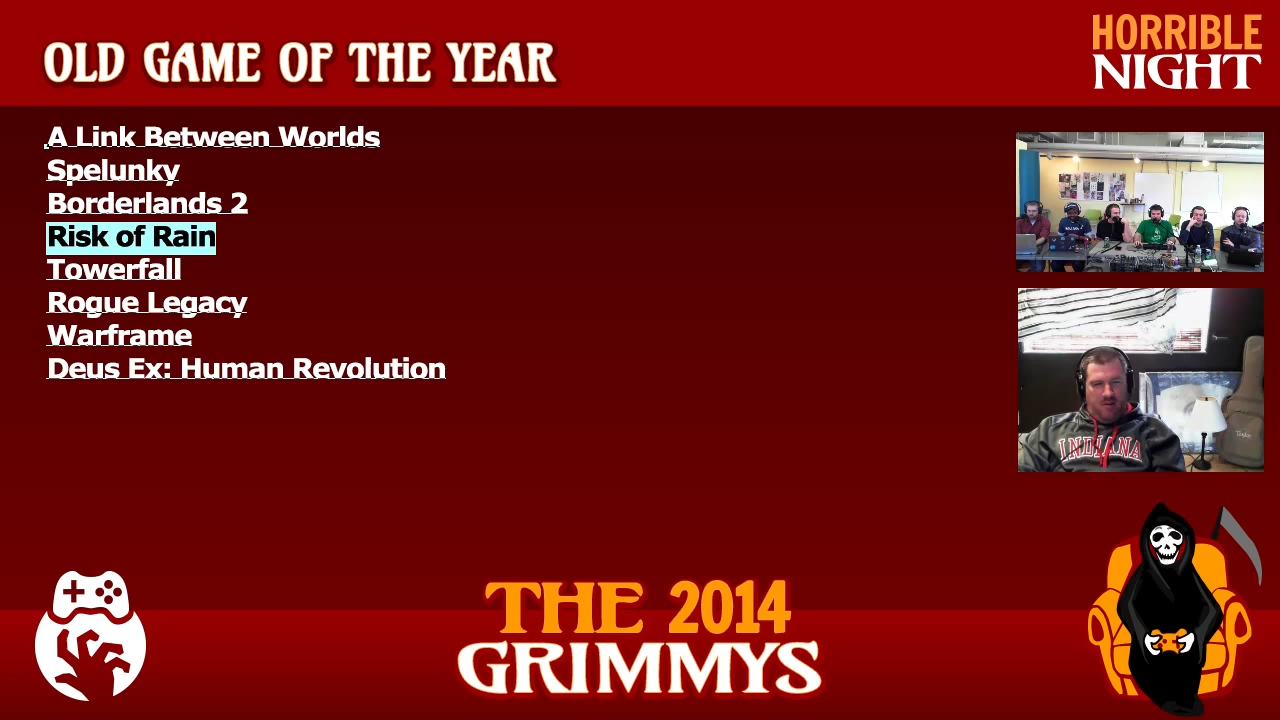 OLD GAME OF THE YEAR
HORRIBLE
NIGHT
A Link Between Worlds
Spelunky
Borderlands 2
Risk of Rain
Towerfall
Rogue Legacy
Warframe
Deus Ex: Human Revolution
INDIANA
Taylor
THE 2014
GRIMMYS